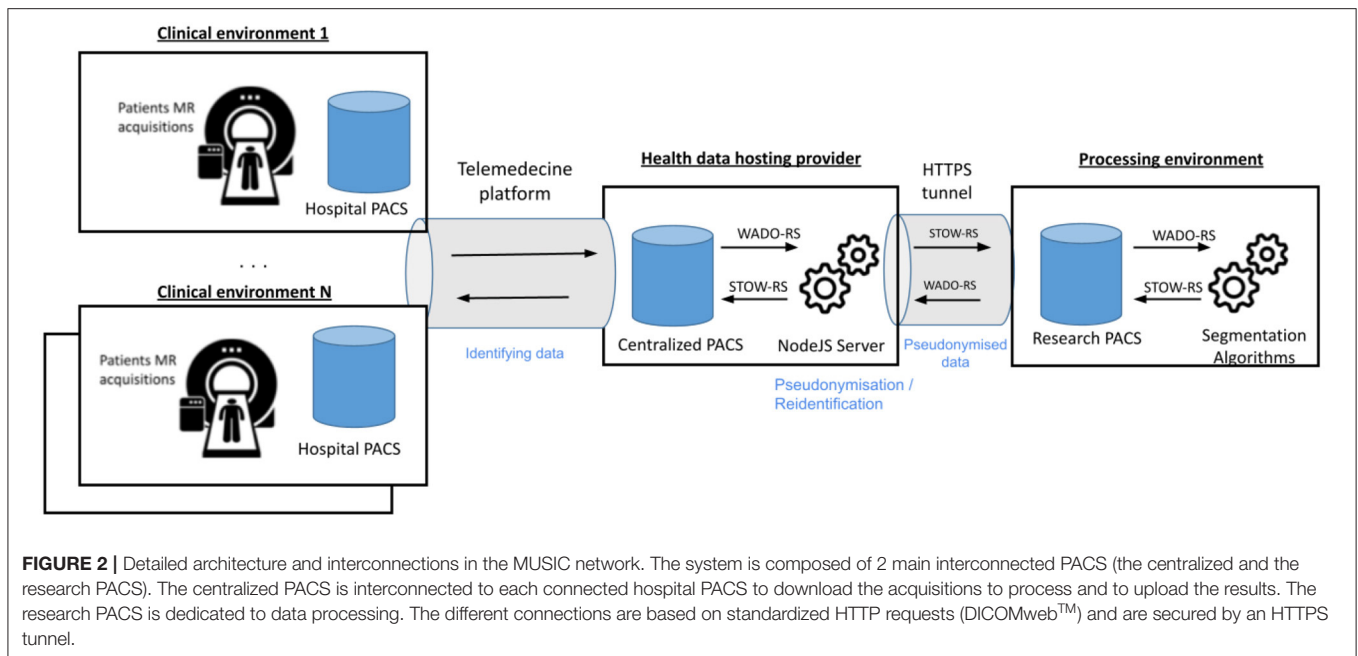 Clinical environment 1
Patients MR
acquisitions
Hospital PACS
. . .
Clinical environment N
Patients MR
acquisitions
Hospital PACS
Telemedecine
platform
Identifying data
Health data hosting provider
WADO-RS
STOW-RS
Centralized PACS
NodeJS Server
Pseudonymisation /
Reidentification
HTTPS
tunnel
STOW-RS
WADO-RS
Pseudonymised
data
Processing environment
WADO-RS
STOW-RS
Research PACS
Segmentation
Algorithms
FIGURE 2 | Detailed architecture and interconnections in the MUSIC network. The system is composed of 2 main interconnected PACS (the centralized and the
research PACS). The centralized PACS is interconnected to each connected hospital PACS to download the acquisitions to process and to upload the results. The
research PACS is dedicated to data processing. The different connections are based on standardized HTTP requests (DICOMweb™) and are secured by an HTTPS
tunnel.